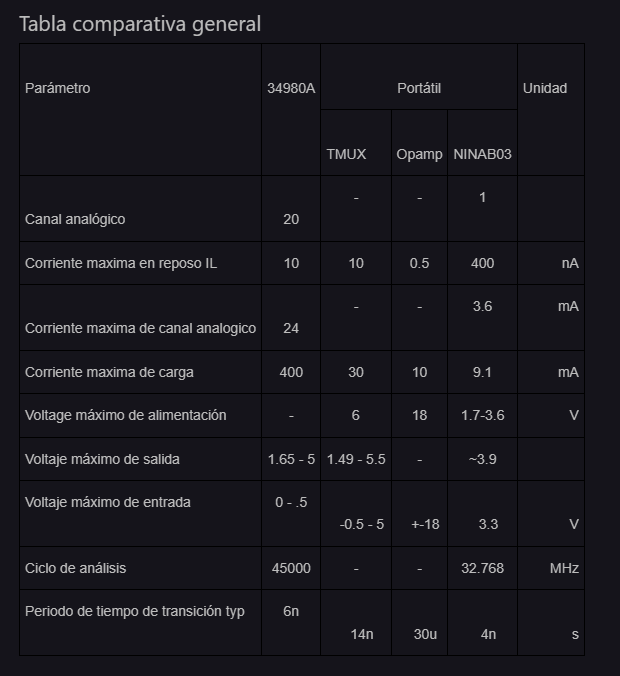 Tabla comparativa general
Parámetro 34980A Portátil Unidad
TMUX Opamp NINAB03
Canal analógico 20 - - 1
Corriente maxima en reposo IL 10 10 0.5 400 nA
Corriente maxima de canal analogico 24 - - 3.6 mA
Corriente maxima de carga 400 30 10 9.1 mA
Voltage máximo de alimentación - 6 18 1.7-3.6 V
Voltaje máximo de salida 1.65 - 5 1.49 - 5.5 - ~3.9
Voltaje máximo de entrada 0 - .5 -0.5 - 5 +-18 3.3 V
Ciclo de análisis 45000 - - 32.768 MHz
Periodo de tiempo de transición typ 6n 14n 30u 4n s